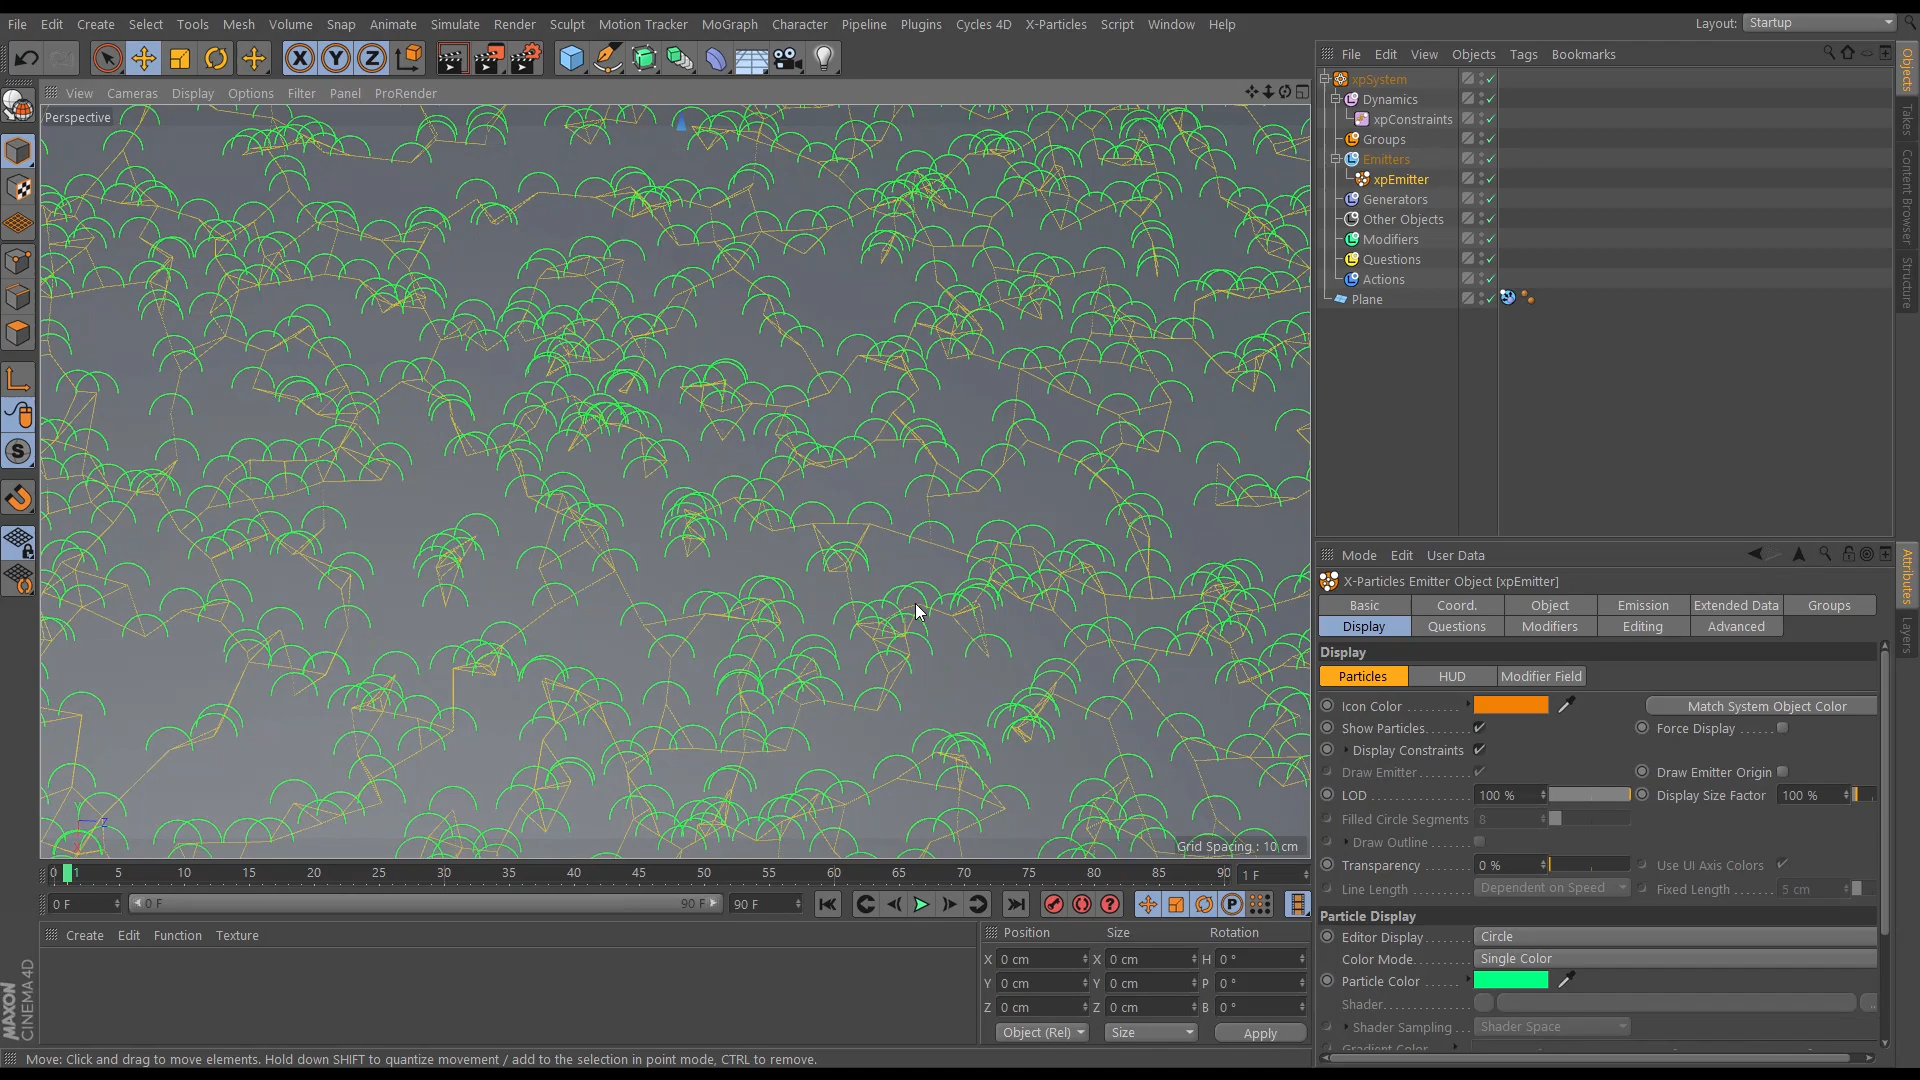 File Edit Create Select Tools Mesh Volume Snap Animate Simulate Render Sculpt Motion Tracker MoGraph Character Pipeline Plugins Cycles 4D X-Particles Script Window Help Layout: Startup
File Edit View Objects Tags Bookmarks
View Cameras Display Options Filter Panel ProRender
Perspective
xpSystem
Dynamics
xpConstraints
Groups
Emitters
xpEmitter
Generators
Other Objects
Modifiers
Questions
Actions
Plane
Objects
Takes
Content Browser
Structure
Attributes
Layers
Mode Edit User Data
X-Particles Emitter Object [xpEmitter]
Basic Coord. Object Emission Extended Data Groups
Display Questions Modifiers Editing Advanced
Display
Particles HUD Modifier Field
Icon Color Match System Object Color
Show Particles Force Display
Display Constraints
Draw Emitter Draw Emitter Origin
LOD 100 % Display Size Factor 100 %
Filled Circle Segments 8
Draw Outline
Transparency 0 % Use UI Axis Colors
Line Length Dependent on Speed Fixed Length 5 cm
Particle Display
Editor Display Circle
Color Mode Single Color
Particle Color
Shader
Shader Sampling Shader Space
Z
Grid Spacing : 10 cm
0 1 5 10 15 20 25 30 35 40 45 50 55 60 65 70 75 80 85 90 1 F
0 F 0 F 90 F 90 F
P
Create Edit Function Texture
Position Size Rotation
X 0 cm X 0 cm H 0 °
Y 0 cm Y 0 cm P 0 °
Z 0 cm Z 0 cm B 0 °
Object (Rel) Size Apply
MAXON
CINEMA 4D
Move: Click and drag to move elements. Hold down SHIFT to quantize movement / add to the selection in point mode, CTRL to remove.